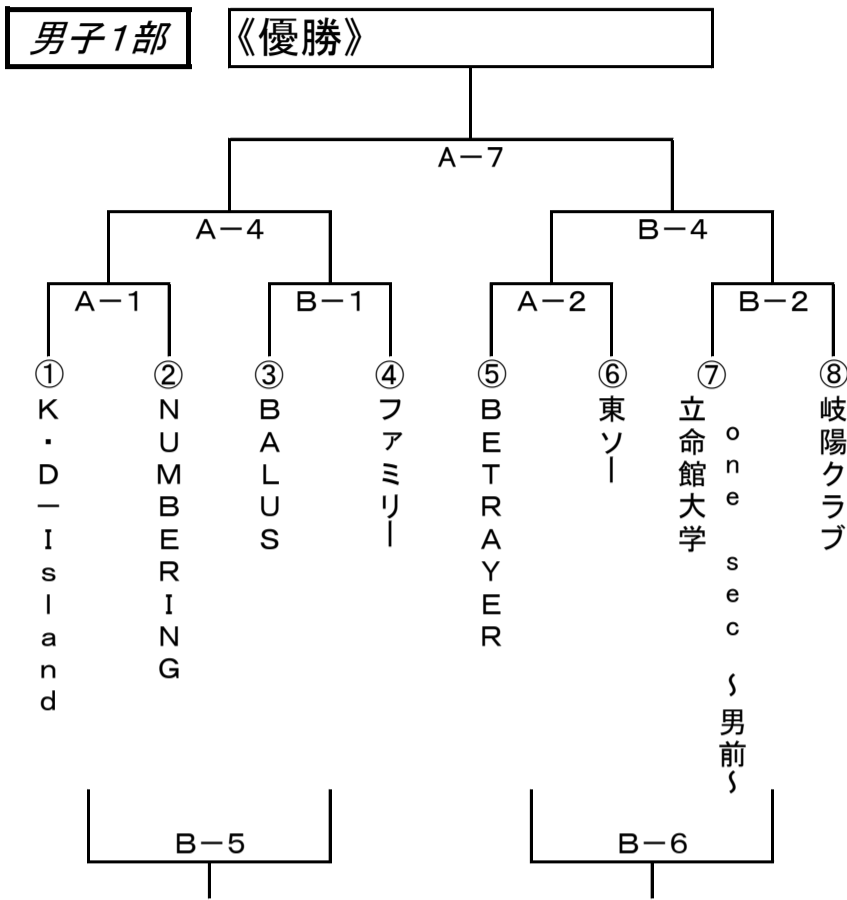 男子１部
《優勝》
Ａ－７
Ａ－４
Ｂ－４
Ａ－１
Ｂ－１
Ａ－２
Ｂ－２
①
Ｋ・Ｄ－Ｉｓｌａｎｄ
②
ＮＵＭＢＥＲＩＮＧ
③
ＢＡＬＵＳ
④
ファミリー
⑤
ＢＥＴＲＡＹＥＲ
⑥
東ソー
⑦
立命館大学
ｏｎｅ ｓｅｃ ～男前～
⑧
岐陽クラブ
Ｂ－５
Ｂ－６